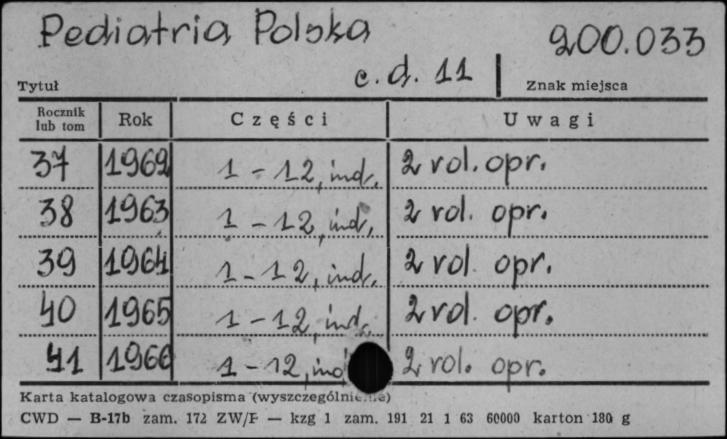 Pediatria Polska 200.033
Tytuł c.d. 11 Znak miejsca
Rocznik lub tom Rok Części Uwagi
37 1962 1-12, ind. 2 vol. opr.
38 1963 1-12, ind. 2 vol. opr.
39 1964 1-12, ind. 2 vol. opr.
40 1965 1-12, ind. 2 vol. opr.
41 1966 1-12, ind 2 vol. opr.
Karta katalogowa czasopisma (wyszczególnienie)
CWD — B-17b zam. 172 ZW/F — kzg 1 zam. 191 21 1 63 60000 karton 180 g